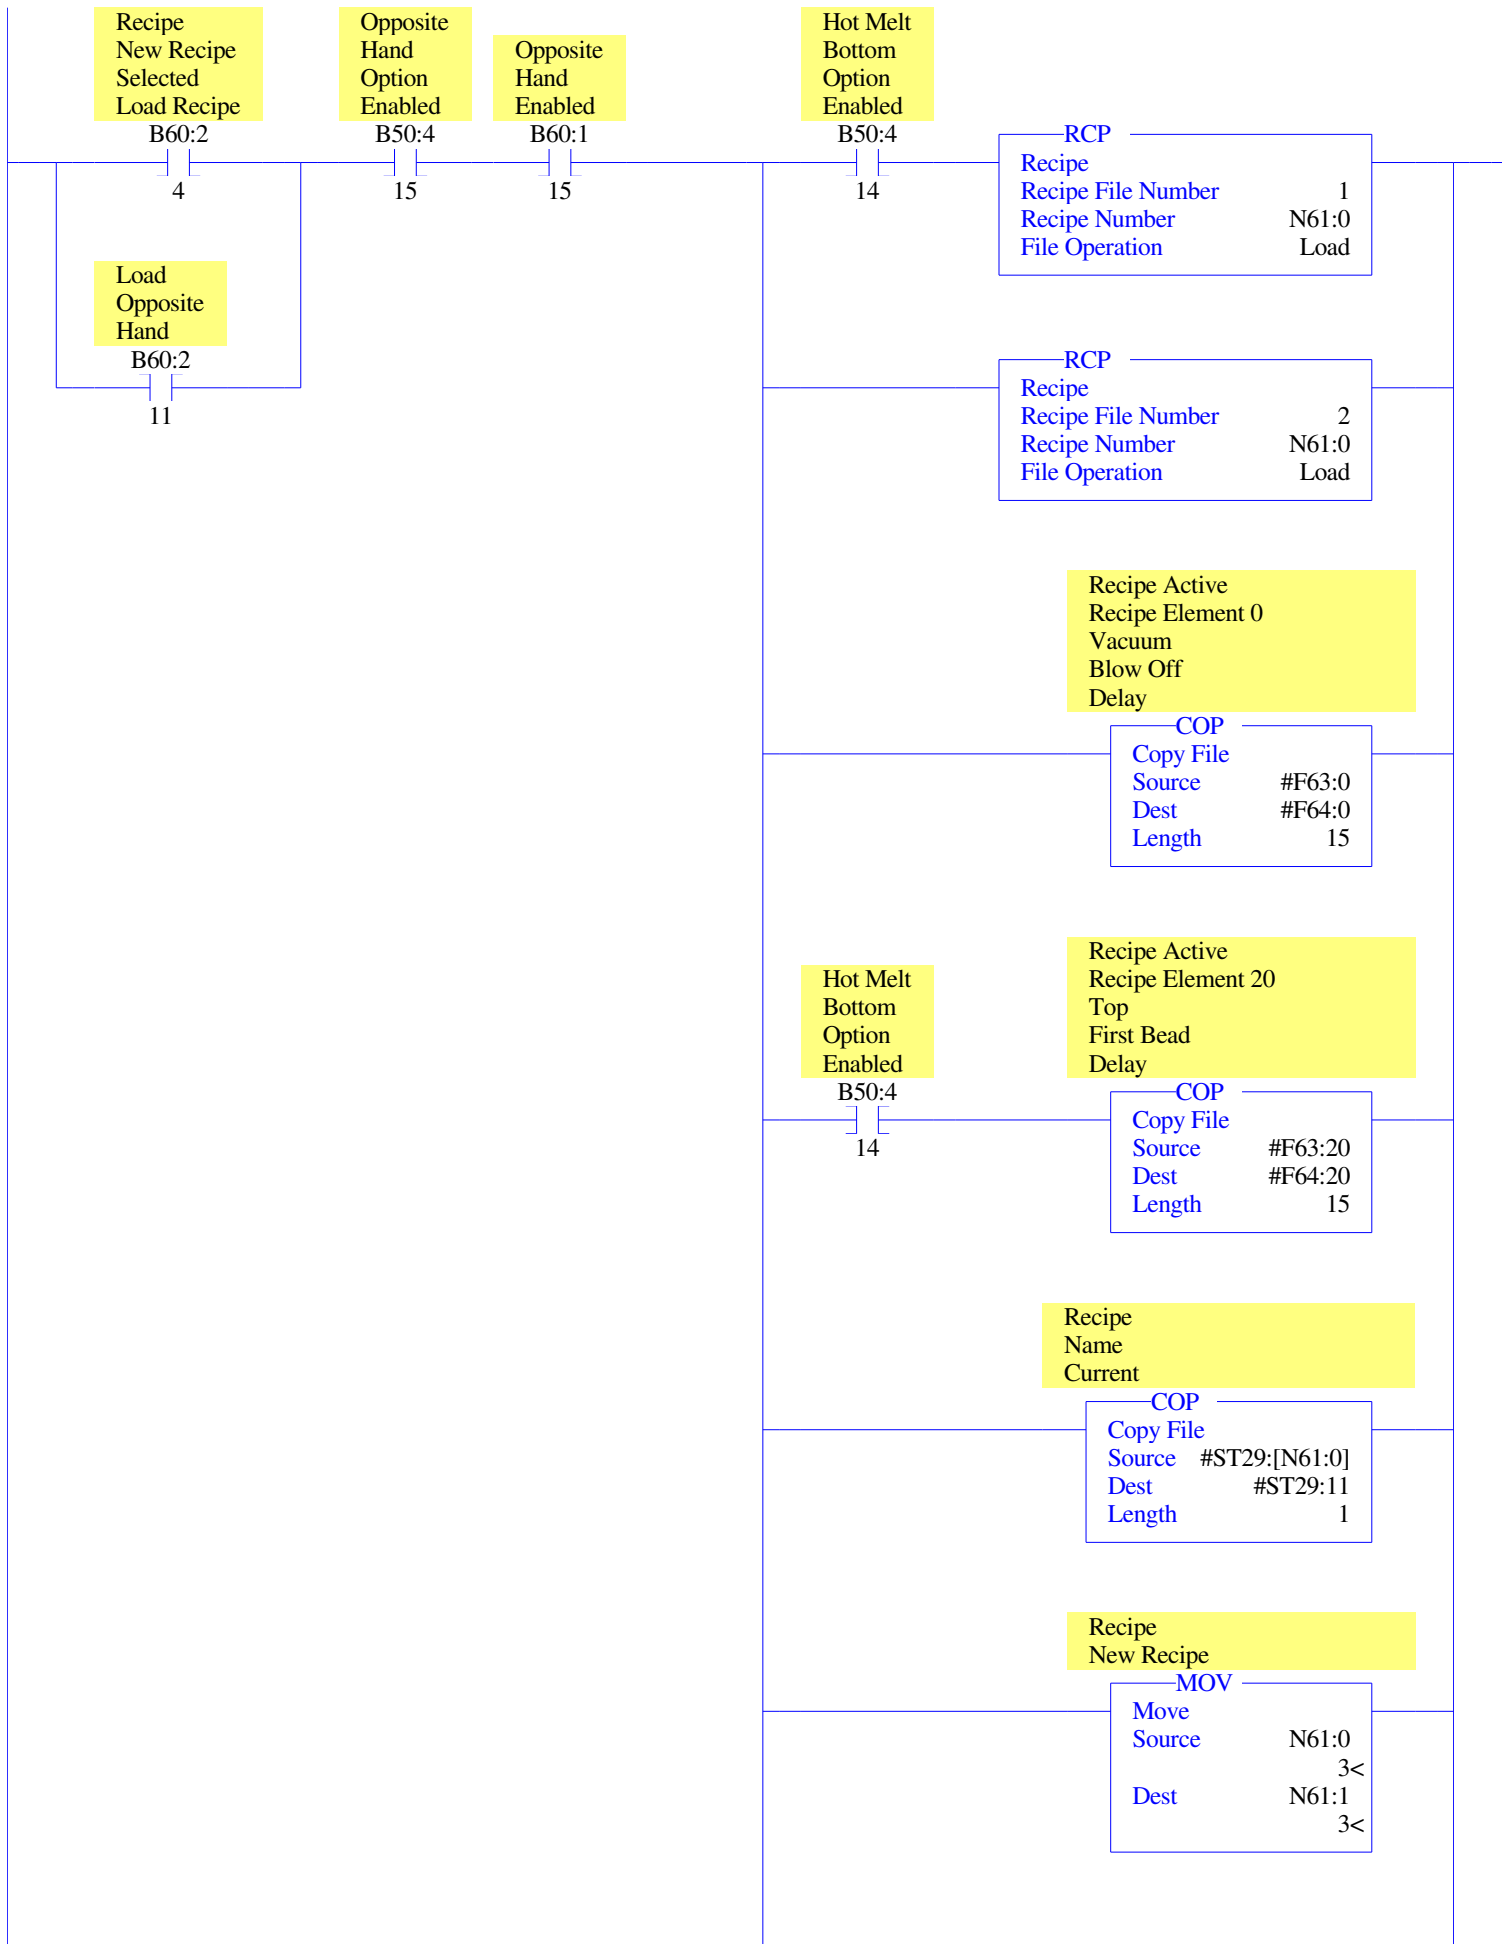 Recipe
New Recipe
Selected
Load Recipe
B60:2
4
Opposite
Hand
Option
Enabled
B50:4
15
Opposite
Hand
Enabled
B60:1
15
Hot Melt
Bottom
Option
Enabled
B50:4
14
RCP
Recipe
Recipe File Number 1
Recipe Number N61:0
File Operation Load
Load
Opposite
Hand
B60:2
11
RCP
Recipe
Recipe File Number 2
Recipe Number N61:0
File Operation Load
Recipe Active
Recipe Element 0
Vacuum
Blow Off
Delay
COP
Copy File
Source #F63:0
Dest #F64:0
Length 15
Hot Melt
Bottom
Option
Enabled
B50:4
14
Recipe Active
Recipe Element 20
Top
First Bead
Delay
COP
Copy File
Source #F63:20
Dest #F64:20
Length 15
Recipe
Name
Current
COP
Copy File
Source #ST29:[N61:0]
Dest #ST29:11
Length 1
Recipe
New Recipe
MOV
Move
Source N61:0
3<
Dest N61:1
3<